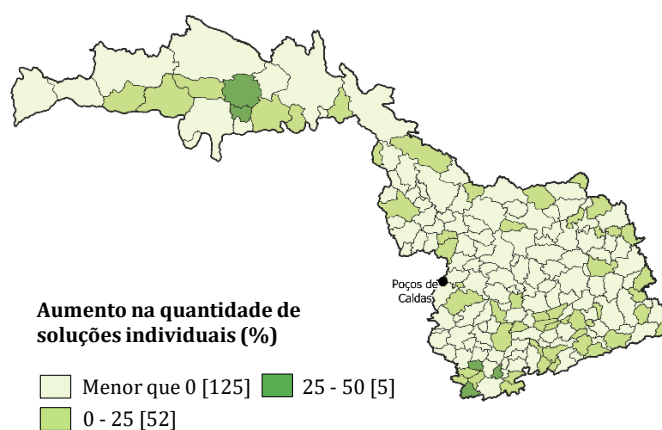 Poços de
Caldas
Aumento na quantidade de
soluções individuais (%)
Menor que 0 [125]
25 - 50 [5]
0 - 25 [52]